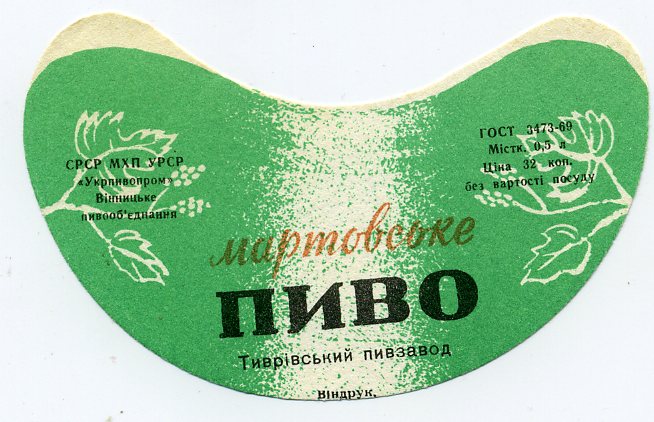 СРСР МХП УРСР
«Укрпивопром»
Вінницьке
пивооб'єднання
ГОСТ 3473-69
Містк. 0,5 л
Ціна 32 коп.
без вартості посуду
мартовське
ПИВО
Тиврівський пивзавод
Віндрук.